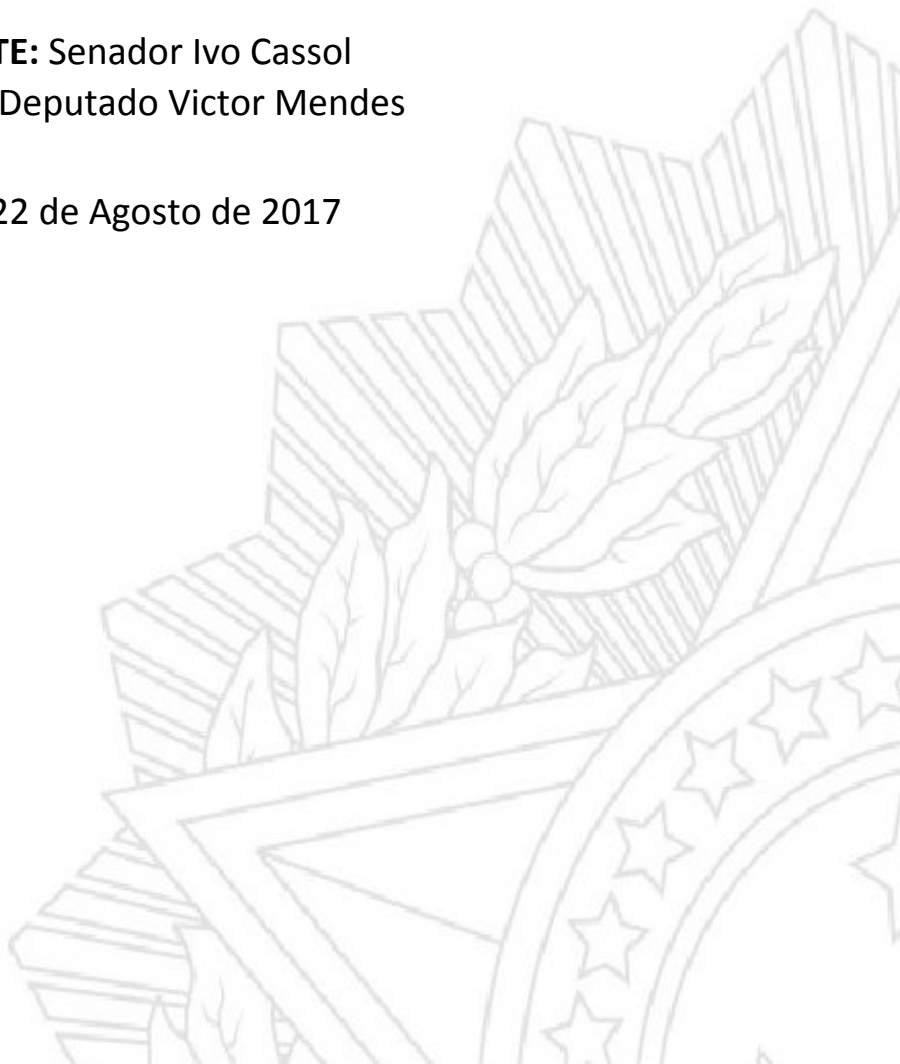 TE: Senador Ivo Cassol
Deputado Victor Mendes
22 de Agosto de 2017